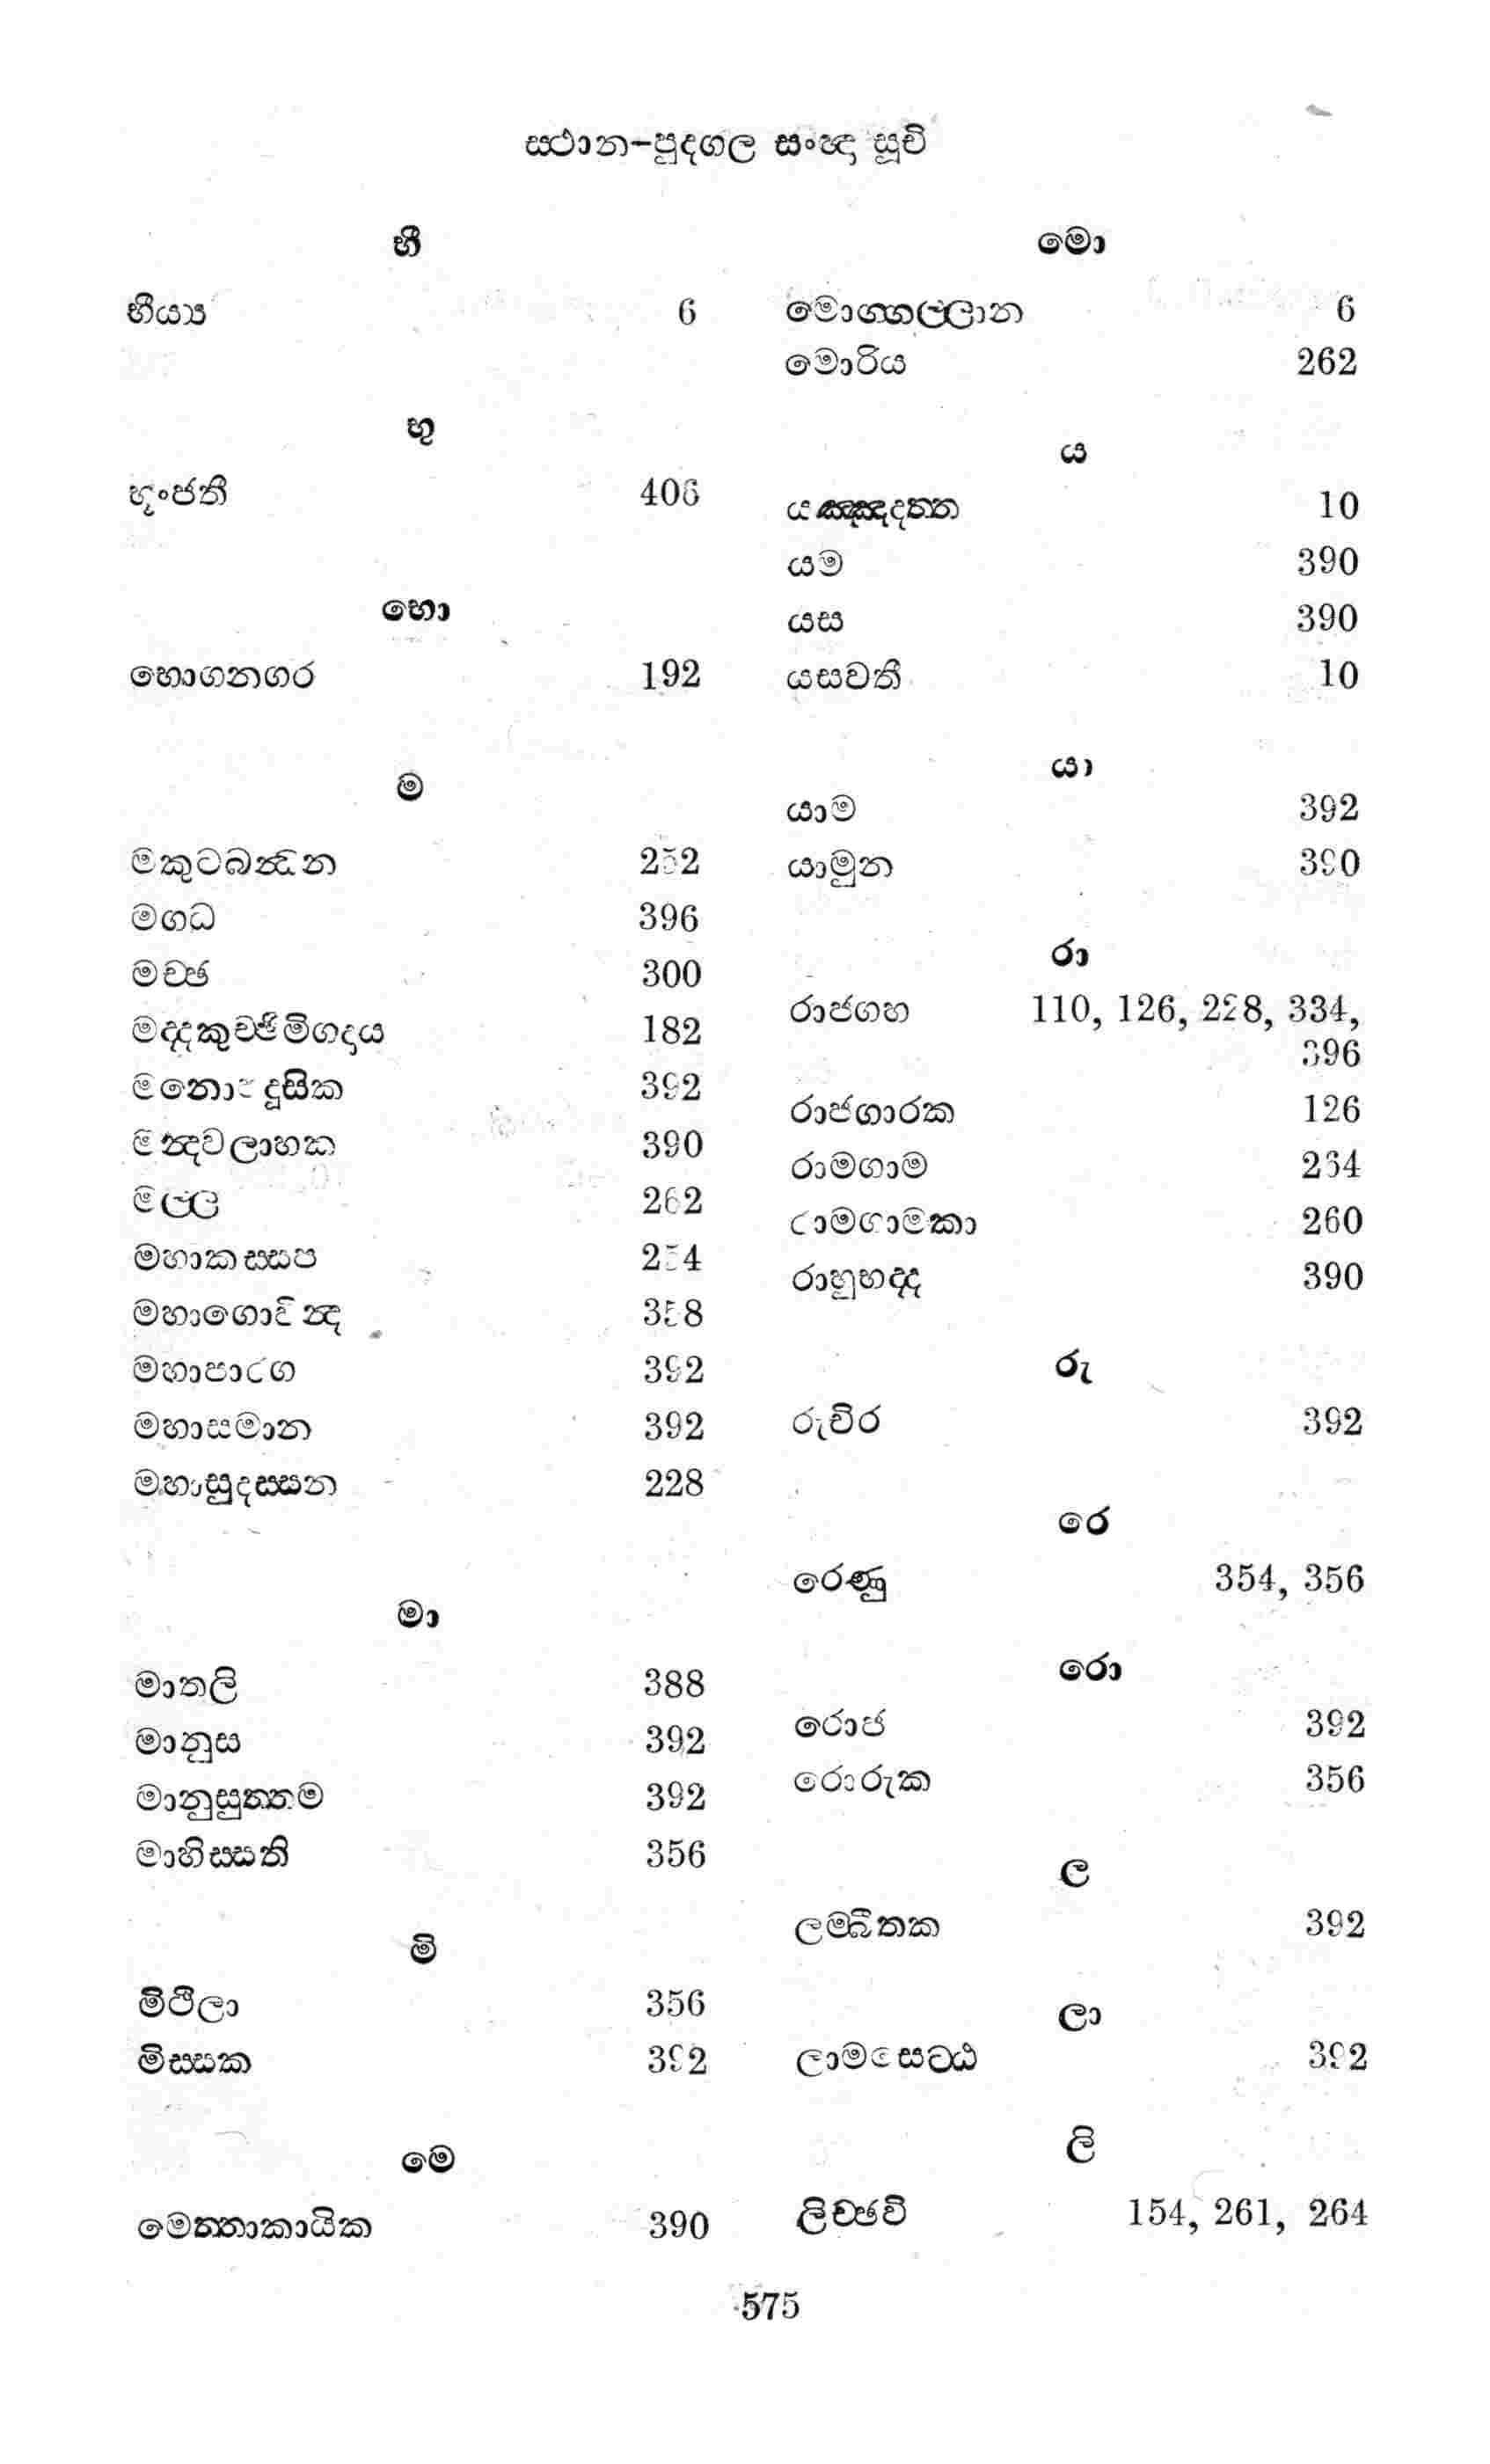 ස්ථාන-පුද්ගල සංඥා සූචි
භී
භීය්‍ය 6
භු
භූංජතී 406
භො
භොගනගර 192
ම
මකුටබන්ධන 252
මගධ 396
මච්ඡ 300
මද්දකුච්ඡිමිගදාය 182
මනොපදූසික 392
මන්දවලාහක 390
මල්ල 262
මහාකස්සප 254
මහාගොවින්ද 358
මහාපාරග 392
මහාසමාන 392
මහාසුදස්සන 228
මා
මාතලි 388
මානුස 392
මානුසුත්තම 392
මාහිස්සති 356
මි
මිථිලා 356
මිස්සක 392
මෙ
මෙත්තාකායික 390
මො
මොග්ගල්ලාන 6
මොරිය 262
ය
යඤ්ඤදත්ත 10
යම 390
යස 390
යසවතී 10
යා
යාම 392
යාමුන 390
රා
රාජගහ 110, 126, 228, 334,
396
රාජගාරක 126
රාමගාම 264
රාමගාමකා 260
රාහුභද්ද 390
රු
රුචිර 392
රෙ
රෙණු 354, 356
රො
රොජ 392
රොරුක 356
ල
ලම්බීතක 392
ලා
ලාමසෙට්ඨ 392
ලි
ලිච්ඡවි 154, 261, 264
575